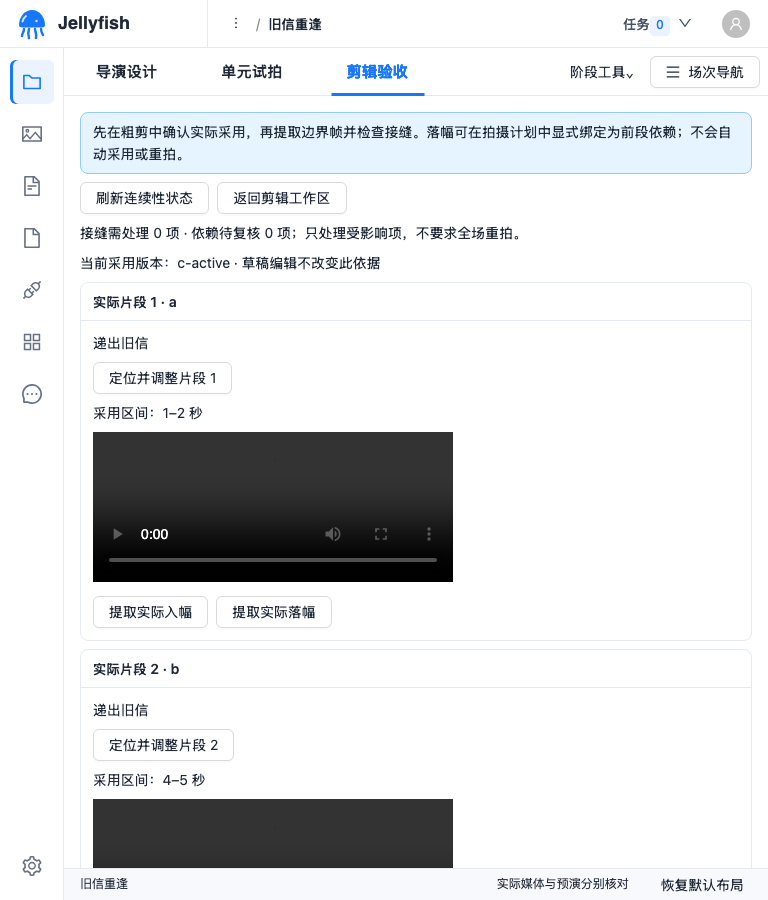 Jellyfish
/ 旧信重逢
任务 0
导演设计
单元试拍
剪辑验收
阶段工具
场次导航
先在粗剪中确认实际采用，再提取边界帧并检查接缝。落幅可在拍摄计划中显式绑定为前段依赖；不会自
动采用或重拍。
刷新连续性状态
返回剪辑工作区
接缝需处理 0 项 · 依赖待复核 0 项；只处理受影响项，不要求全场重拍。
当前采用版本：c-active · 草稿编辑不改变此依据
实际片段 1 · a
递出旧信
定位并调整片段 1
采用区间：1–2 秒
0:00
提取实际入幅
提取实际落幅
实际片段 2 · b
递出旧信
定位并调整片段 2
采用区间：4–5 秒
旧信重逢
实际媒体与预演分别核对
恢复默认布局